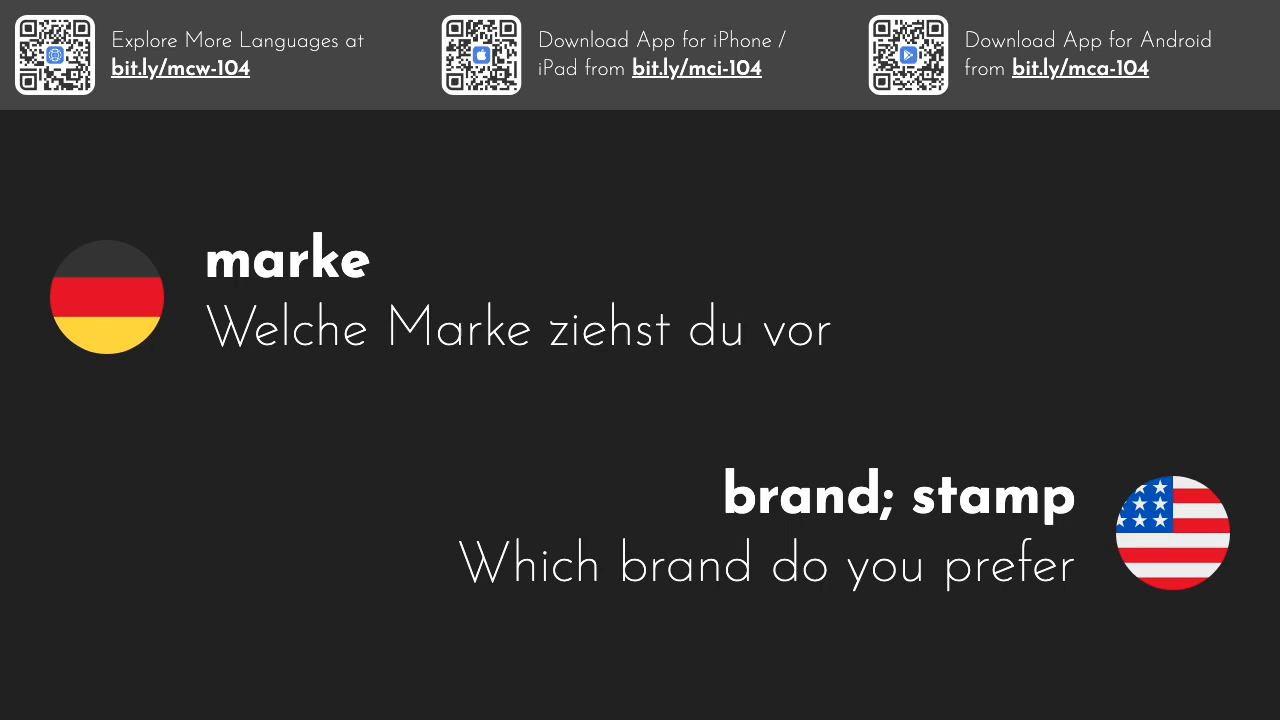 Explore More Languages at
bit.ly/mcw-104
Download App for iPhone /
iPad from bit.ly/mci-104
Download App for Android
from bit.ly/mca-104
marke
Welche Marke ziehst du vor
brand; stamp
Which brand do you prefer